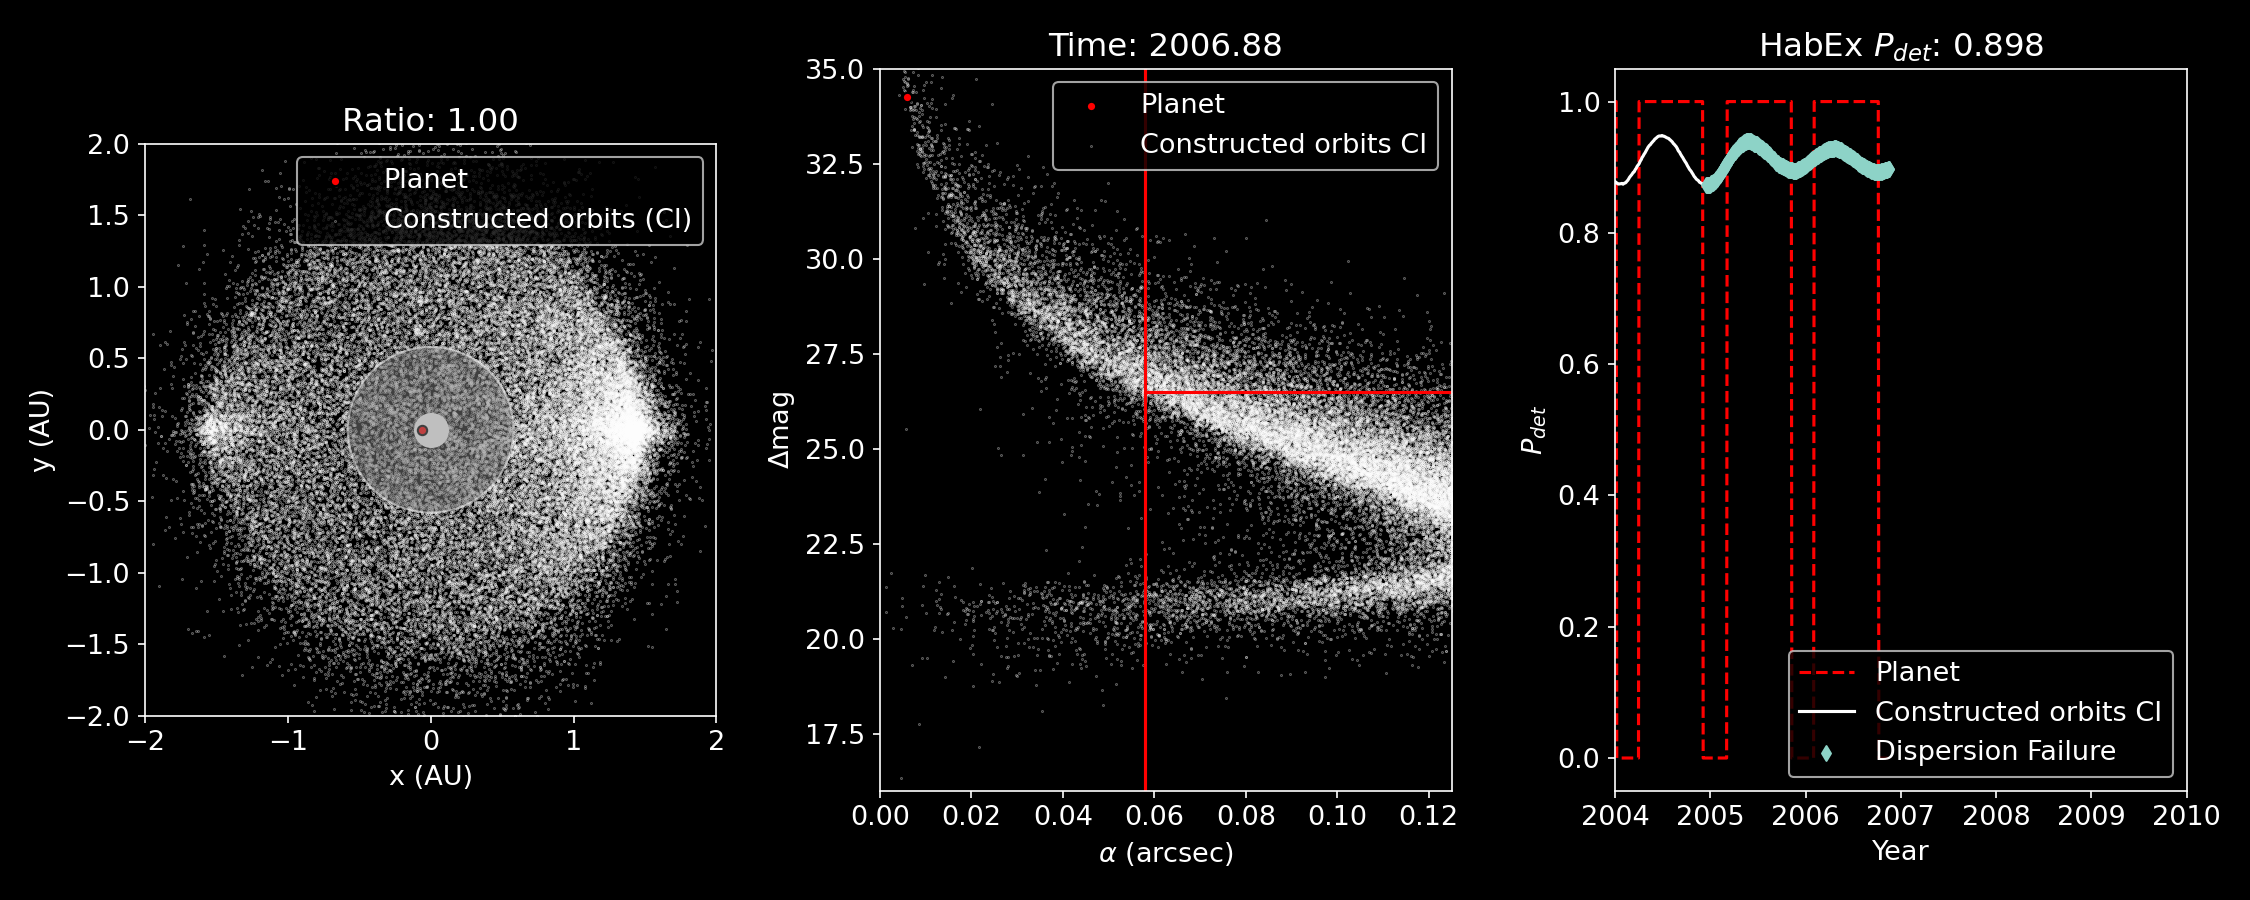 Ratio: 1.00
2.0
1.5
1.0
0.5
0.0
−0.5
−1.0
−1.5
−2.0
−2 −1 0 1 2
x (AU)
y (AU)
Planet
Constructed orbits (CI)
Time: 2006.88
35.0
32.5
30.0
27.5
25.0
22.5
20.0
17.5
0.00 0.02 0.04 0.06 0.08 0.10 0.12
α (arcsec)
Δmag
Planet
Constructed orbits CI
HabEx Pdet: 0.898
1.0
0.8
0.6
0.4
0.2
0.0
2004 2005 2006 2007 2008 2009 2010
Year
Pdet
Planet
Constructed orbits CI
Dispersion Failure